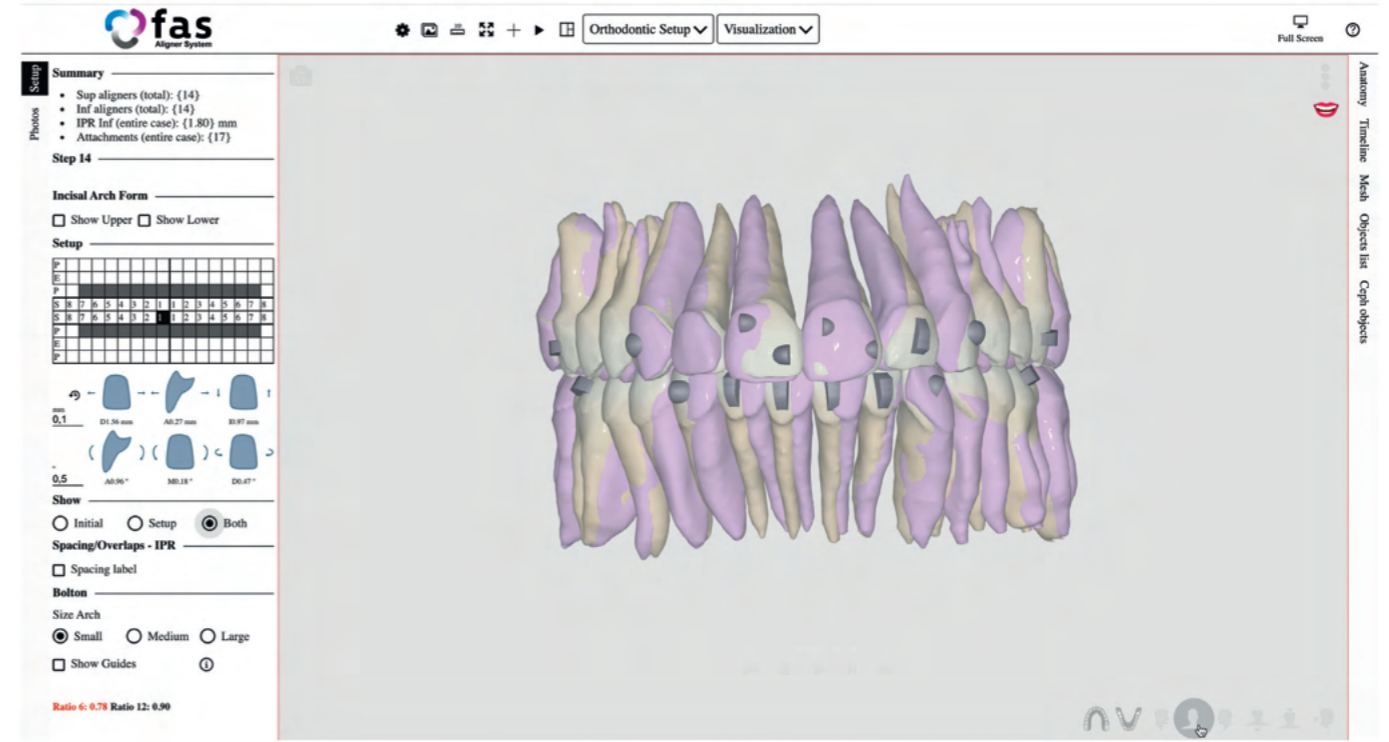 fas
Aligner System
Orthodontic Setup
Visualization
Full Screen
Setup
Photos
Summary
Sup aligners (total): {14}
Inf aligners (total): {14}
IPR Inf (entire case): {1.80} mm
Attachments (entire case): {17}
Step 14
Incisal Arch Form
Show Upper Show Lower
Setup
P
E
P
S 8 7 6 5 4 3 2 1 1 2 3 4 5 6 7 8
S 8 7 6 5 4 3 2 1 1 2 3 4 5 6 7 8
P
E
P
mm
0,1
D1.56 mm A0.27 mm I0.97 mm
0,5
A0.96 ° M0.18 ° D0.47 °
Show
Initial Setup Both
Spacing/Overlaps - IPR
Spacing label
Bolton
Size Arch
Small Medium Large
Show Guides
Ratio 6: 0.78 Ratio 12: 0.90
Anatomy
Timeline
Mesh
Objects list
Ceph objects